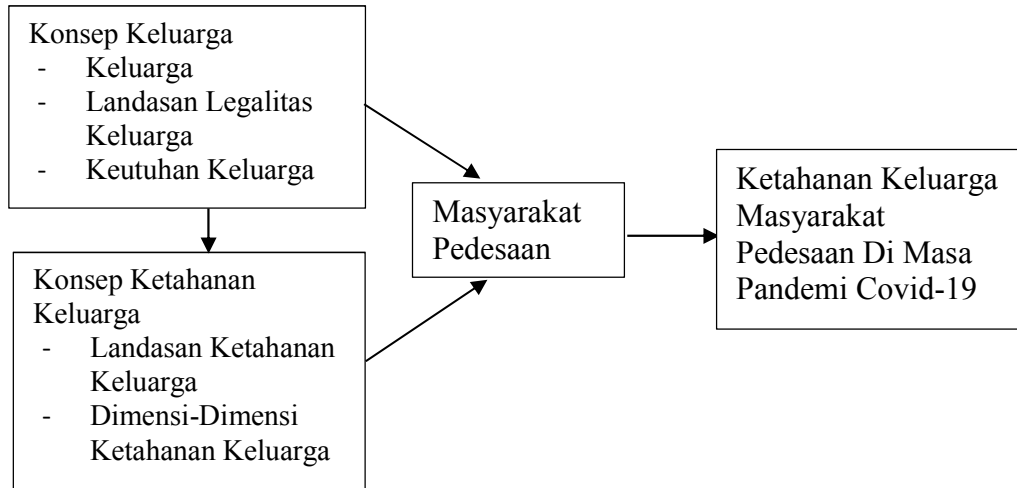 Konsep Keluarga
- Keluarga
- Landasan Legalitas
Keluarga
- Keutuhan Keluarga
Konsep Ketahanan
Keluarga
- Landasan Ketahanan
Keluarga
- Dimensi-Dimensi
Ketahanan Keluarga
Masyarakat
Pedesaan
Ketahanan Keluarga
Masyarakat
Pedesaan Di Masa
Pandemi Covid-19